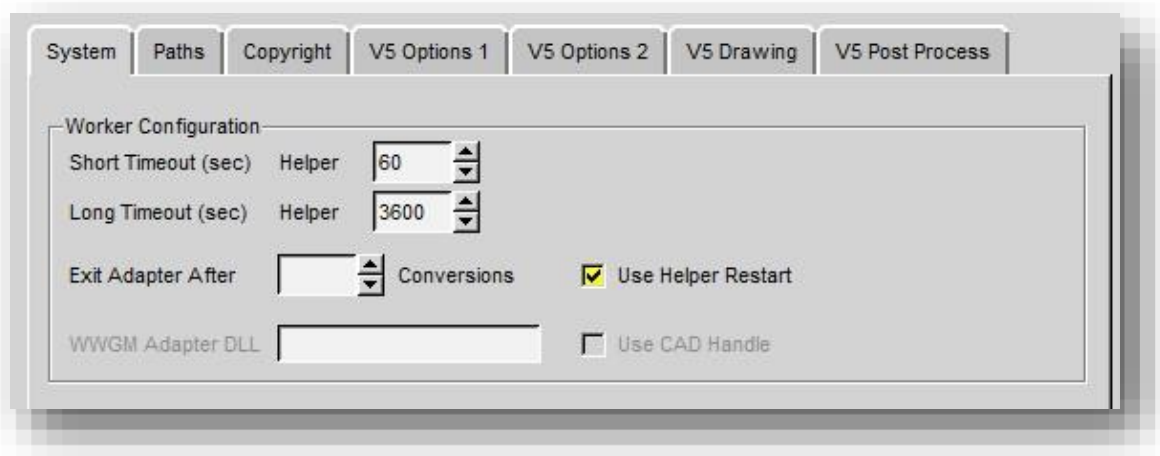 System Paths Copyright V5 Options 1 V5 Options 2 V5 Drawing V5 Post Process
Worker Configuration
Short Timeout (sec) Helper 60
Long Timeout (sec) Helper 3600
Exit Adapter After Conversions Use Helper Restart
WWGM Adapter DLL Use CAD Handle